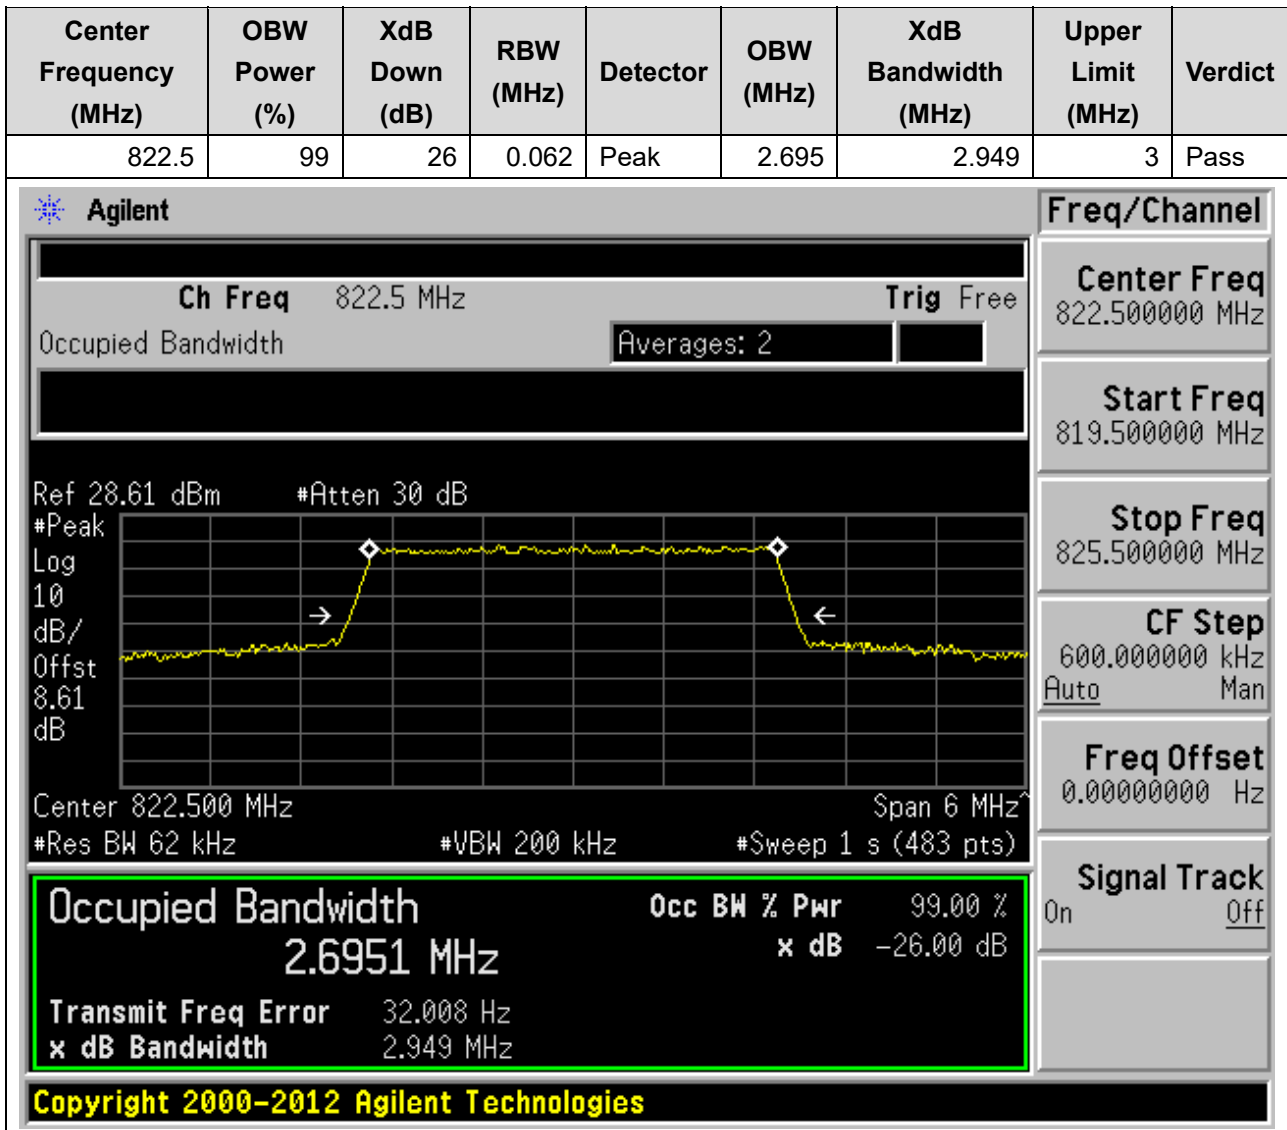 Center Frequency (MHz) OBW Power (%) XdB Down (dB) RBW (MHz) Detector OBW (MHz) XdB Bandwidth (MHz) Upper Limit (MHz) Verdict
822.5 99 26 0.062 Peak 2.695 2.949 3 Pass
Agilent
Ch Freq 822.5 MHz Trig Free
Occupied Bandwidth Averages: 2
Ref 28.61 dBm #Atten 30 dB
#Peak
Log
10
dB/
Offst
8.61
dB
Center 822.500 MHz Span 6 MHz^
#Res BW 62 kHz #VBW 200 kHz #Sweep 1 s (483 pts)
Occupied Bandwidth Occ BW % Pwr 99.00 %
2.6951 MHz x dB -26.00 dB
Transmit Freq Error 32.008 Hz
x dB Bandwidth 2.949 MHz
Copyright 2000-2012 Agilent Technologies
Freq/Channel
Center Freq
822.500000 MHz
Start Freq
819.500000 MHz
Stop Freq
825.500000 MHz
CF Step
600.000000 kHz
Auto Man
Freq Offset
0.00000000 Hz
Signal Track
On Off